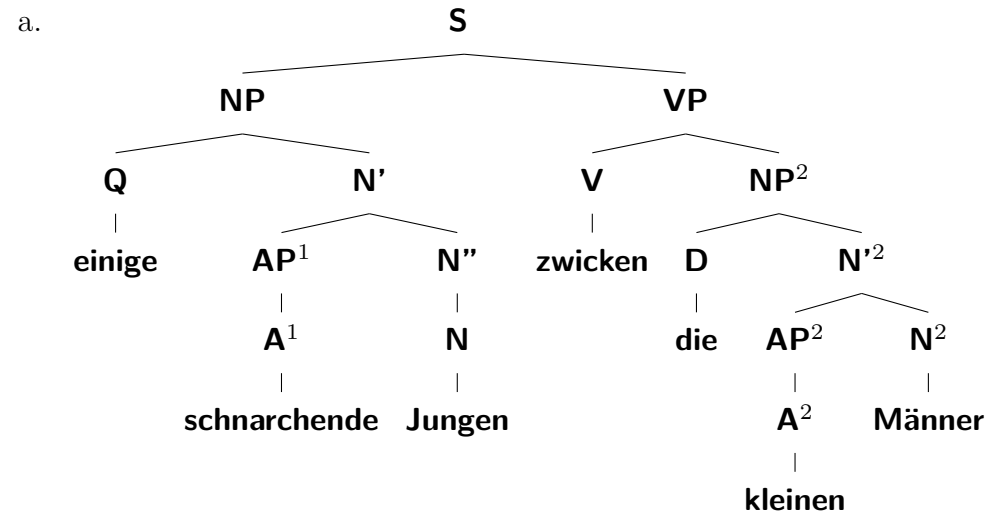 a. S
NP VP
Q N’ V NP²
einige AP¹ N” zwicken D N’²
A¹ N die AP² N²
schnarchende Jungen A² Männer
kleinen